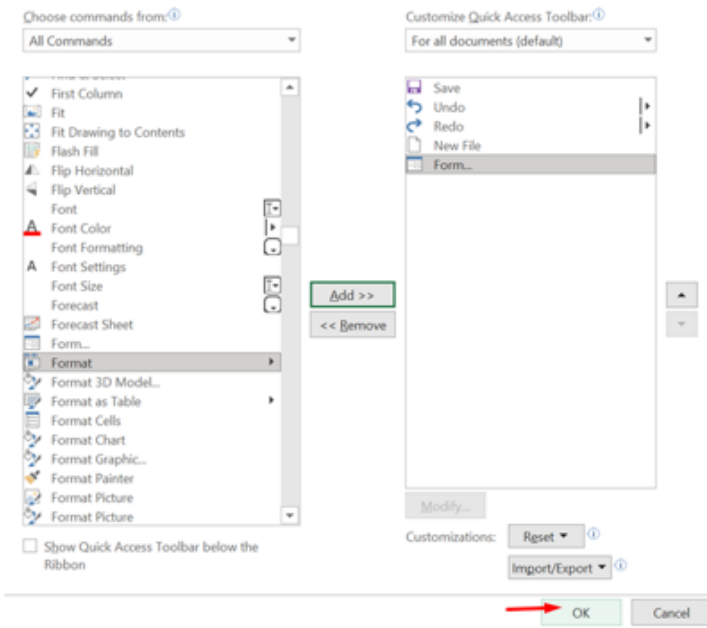 Choose commands from:
All Commands
First Column
Fit
Fit Drawing to Contents
Flash Fill
Flip Horizontal
Flip Vertical
Font
Font Color
Font Formatting
Font Settings
Font Size
Forecast
Forecast Sheet
Form...
Format
Format 3D Model...
Format as Table
Format Cells
Format Chart
Format Graphic...
Format Painter
Format Picture
Format Picture
Show Quick Access Toolbar below the
Ribbon
Add >>
<< Remove
Customize Quick Access Toolbar:
For all documents (default)
Save
Undo
Redo
New File
Form...
Modify...
Customizations:
Reset
Import/Export
OK
Cancel